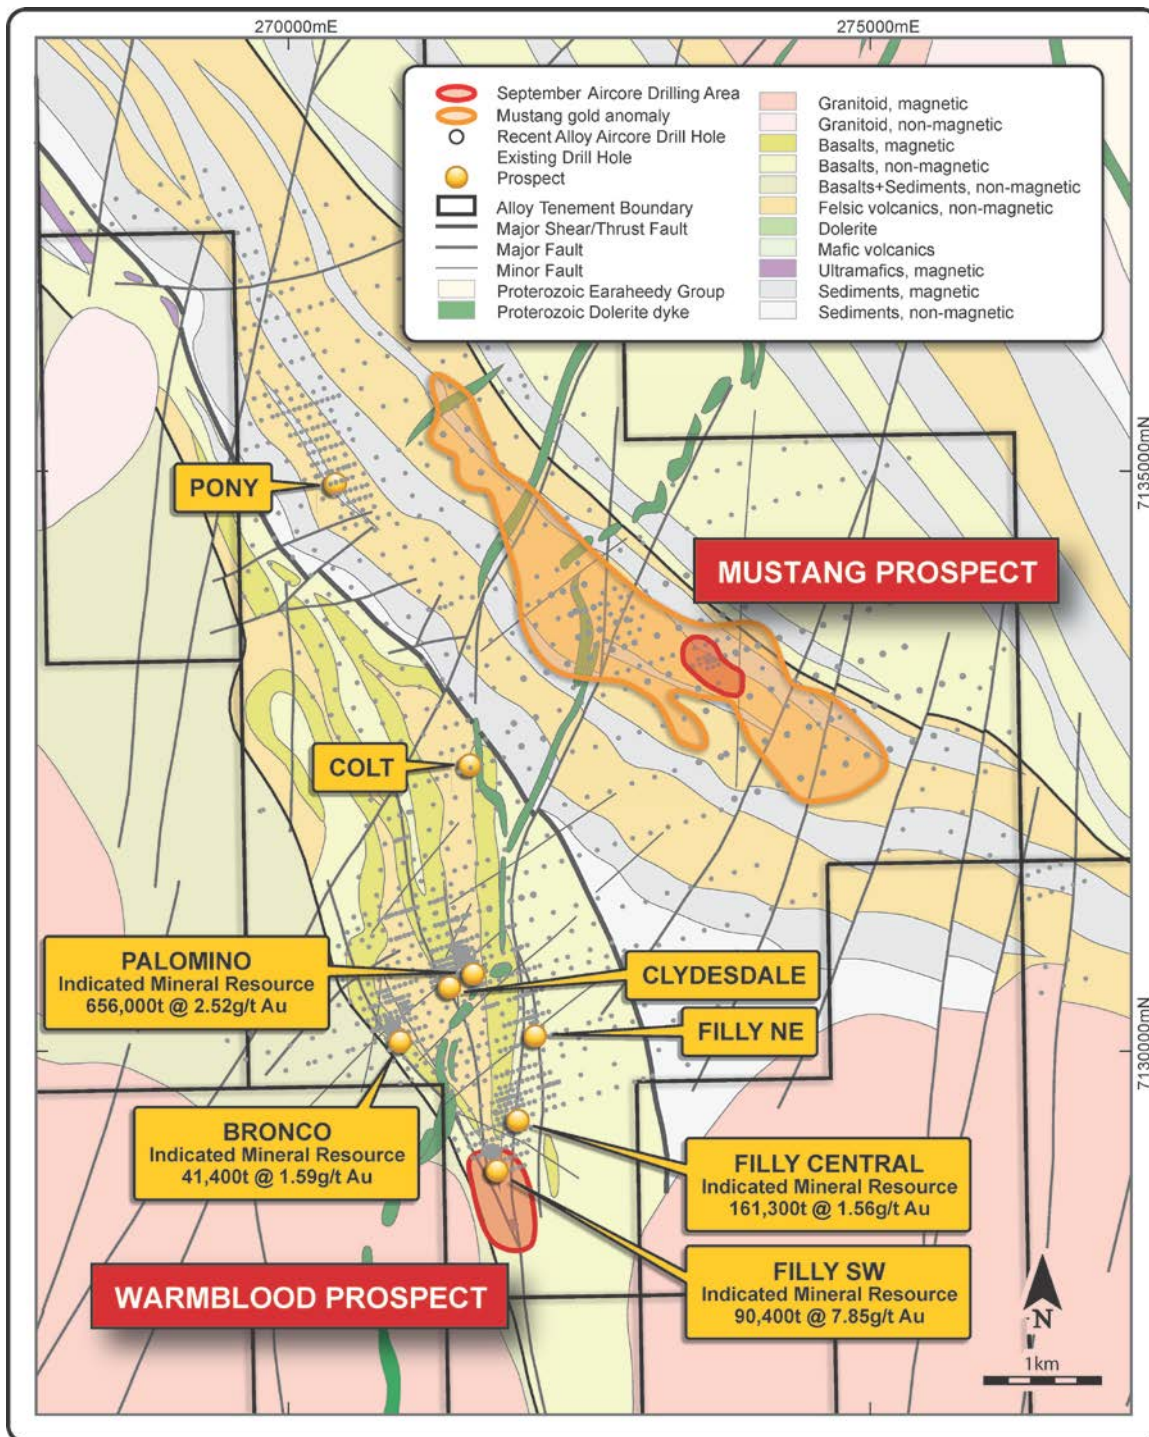 270000mE
275000mE
September Aircore Drilling Area
Mustang gold anomaly
Recent Alloy Aircore Drill Hole
Existing Drill Hole
Prospect
Alloy Tenement Boundary
Major Shear/Thrust Fault
Major Fault
Minor Fault
Proterozoic Earaheedy Group
Proterozoic Dolerite dyke
Granitoid, magnetic
Granitoid, non-magnetic
Basalts, magnetic
Basalts, non-magnetic
Basalts+Sediments, non-magnetic
Felsic volcanics, non-magnetic
Dolerite
Mafic volcanics
Ultramafics, magnetic
Sediments, magnetic
Sediments, non-magnetic
7135000mN
PONY
MUSTANG PROSPECT
COLT
PALOMINO
Indicated Mineral Resource
656,000t @ 2.52g/t Au
CLYDESDALE
FILLY NE
7130000mN
BRONCO
Indicated Mineral Resource
41,400t @ 1.59g/t Au
FILLY CENTRAL
Indicated Mineral Resource
161,300t @ 1.56g/t Au
FILLY SW
Indicated Mineral Resource
90,400t @ 7.85g/t Au
WARMBLOOD PROSPECT
N
1km